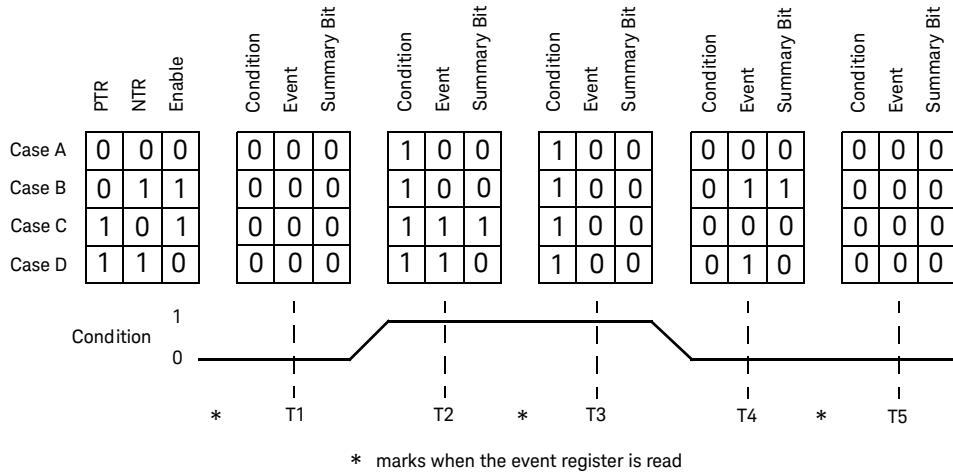 PTR NTR Enable Condition Event Summary Bit Condition Event Summary Bit Condition Event Summary Bit Condition Event Summary Bit Condition Event Summary Bit
Case A 0 0 0 0 0 0 1 0 0 1 0 0 0 0 0 0 0 0
Case B 0 1 1 0 0 0 1 0 0 1 0 0 0 1 1 0 0 0
Case C 1 0 1 0 0 0 1 1 1 1 0 0 0 0 0 0 0 0
Case D 1 1 0 0 0 0 1 1 0 1 0 0 0 1 0 0 0 0
1
Condition
0
* T1 T2 * T3 T4 * T5
* marks when the event register is read